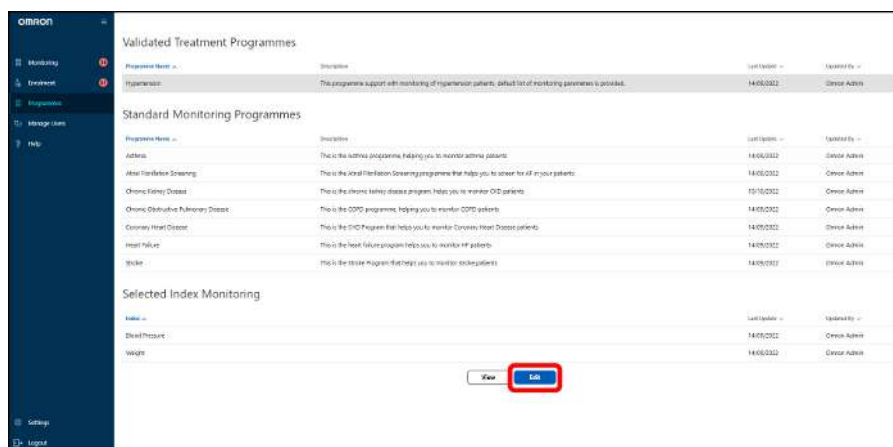 OMRON
Validated Treatment Programmes
Monitoring
Programme Name Description Last Update Updated By
Treatment
Hypertension This programme support with monitoring of Hypertension patients, default list of monitoring parameters is provided. 14/09/2022 Omron Admin
Programmes
Standard Monitoring Programmes
Manage Users
Programme Name Description Last Update Updated By
Help
Asthma This is the Asthma programme, helping you to monitor asthma patients 14/09/2022 Omron Admin
Atrial Fibrillation Screening This is the Atrial Fibrillation Screening programme that helps you to screen for AF in your patients 14/09/2022 Omron Admin
Chronic Kidney Disease This is the chronic kidney disease program, helps you to monitor CKD patients 10/10/2022 Omron Admin
Chronic Obstructive Pulmonary Disease This is the COPD programme, helping you to monitor COPD patients 14/09/2022 Omron Admin
Coronary Heart Disease This is the CHD Program that helps you to monitor Coronary Heart Disease patients 14/09/2022 Omron Admin
Heart Failure This is the heart failure program helps you to monitor HF patients 14/09/2022 Omron Admin
Stroke This is the Stroke Program that helps you to monitor stroke patients 14/09/2022 Omron Admin
Selected Index Monitoring
Index Last Update Updated By
Blood Pressure 14/09/2022 Omron Admin
Weight 14/09/2022 Omron Admin
View Edit
Settings
Logout